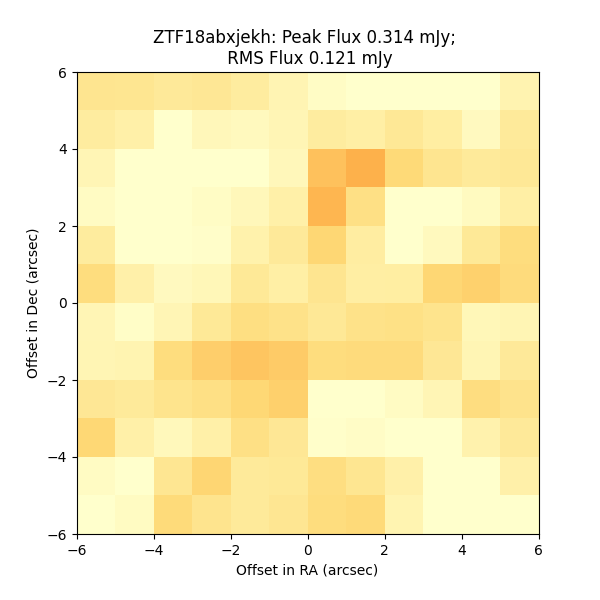 ZTF18abxjekh: Peak Flux 0.314 mJy;
RMS Flux 0.121 mJy
6
4
2
0
−2
−4
−6
Offset in Dec (arcsec)
−6 −4 −2 0 2 4 6
Offset in RA (arcsec)